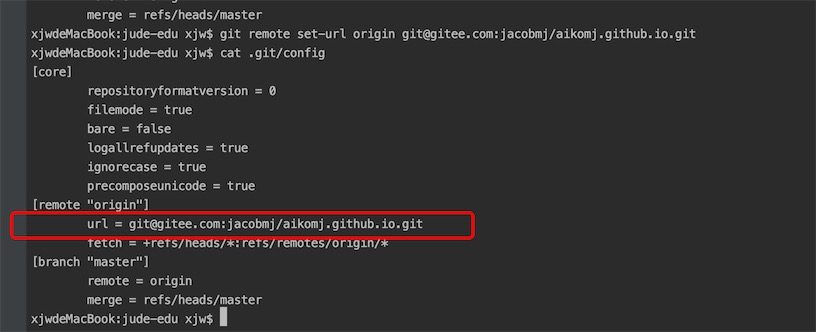 merge = refs/heads/master
xjwdeMacBook:jude-edu xjw$ git remote set-url origin git@gitee.com:jacobmj/aikomj.github.io.git
xjwdeMacBook:jude-edu xjw$ cat .git/config
[core]
repositoryformatversion = 0
filemode = true
bare = false
logallrefupdates = true
ignorecase = true
precomposeunicode = true
[remote "origin"]
url = git@gitee.com:jacobmj/aikomj.github.io.git
fetch = +refs/heads/*:refs/remotes/origin/*
[branch "master"]
remote = origin
merge = refs/heads/master
xjwdeMacBook:jude-edu xjw$